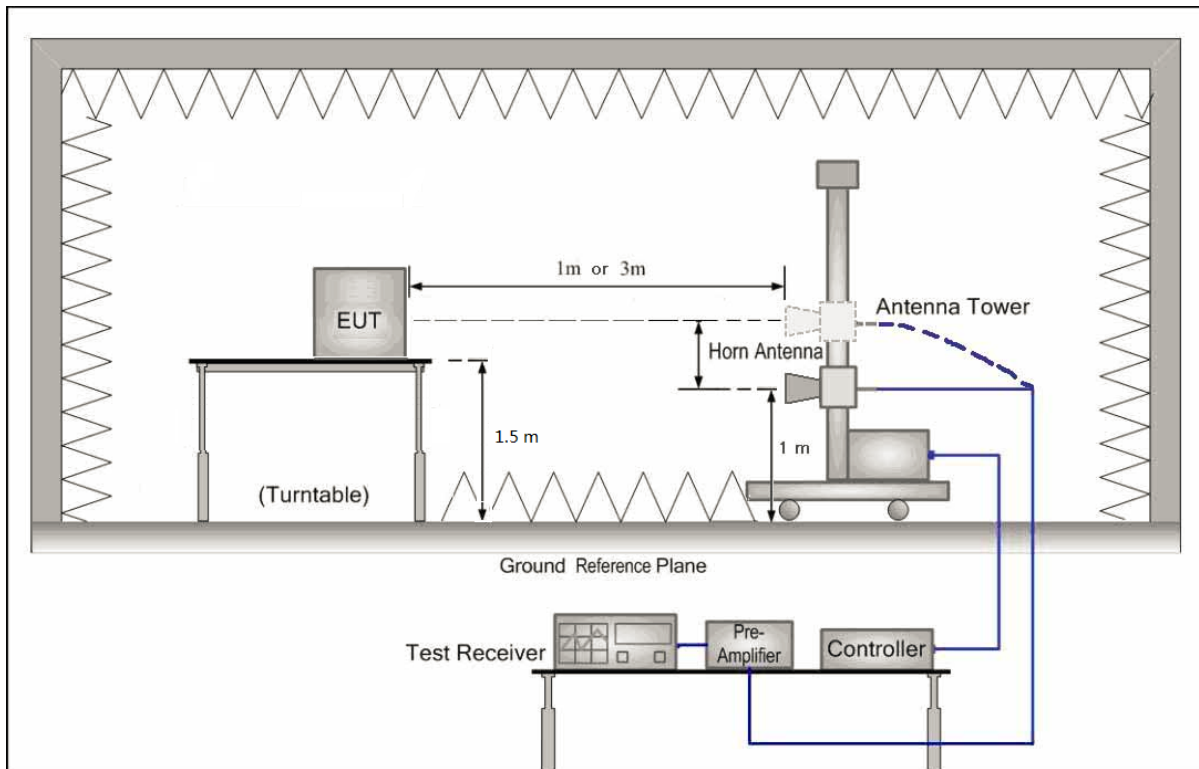 1m or 3m
EUT
Antenna Tower
Horn Antenna
1.5 m
1 m
(Turntable)
Ground Reference Plane
Test Receiver
Pre-
Amplifier
Controller